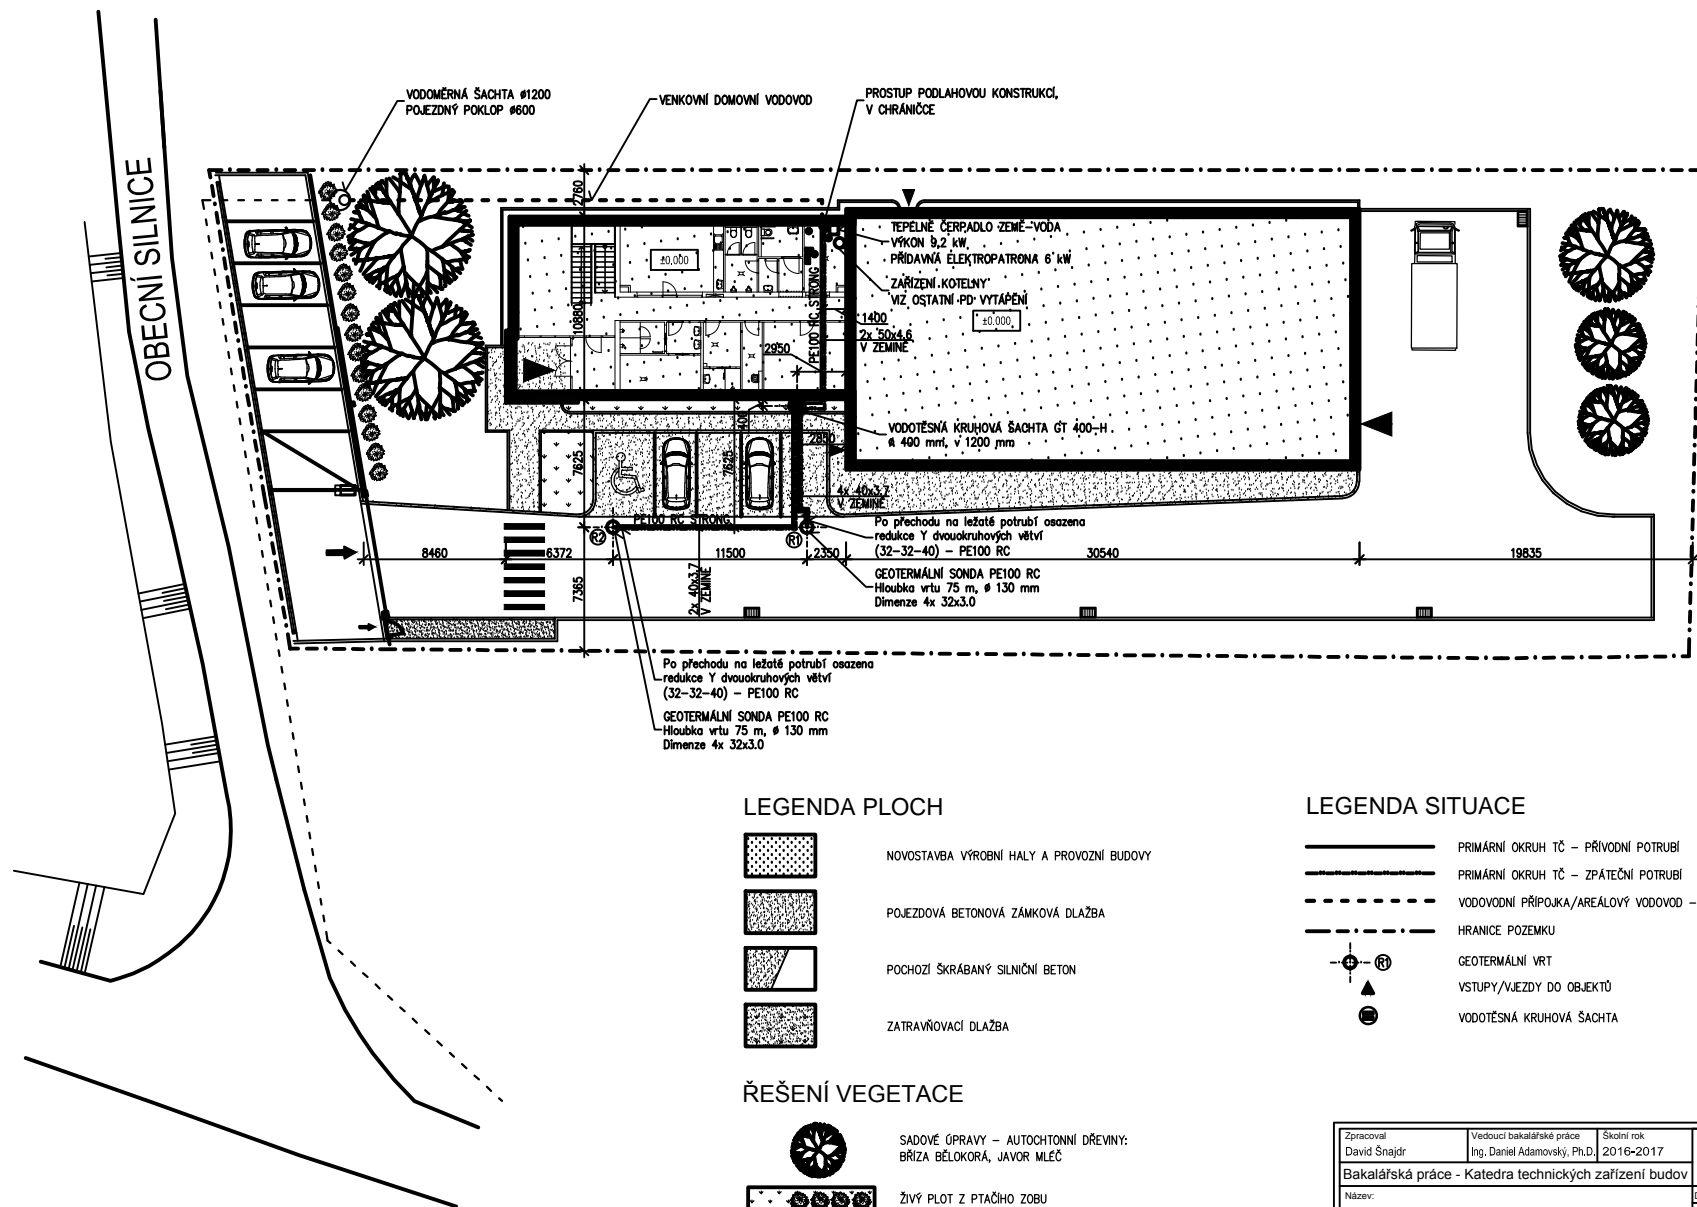 VODOMĚRNÁ ŠACHTA ø1200
POJEZDNÝ POKLOP ø600
VENKOVNÍ DOMOVNÍ VODOVOD
PROSTUP PODLAHOVOU KONSTRUKCÍ,
V CHRÁNIČCE
OBECNÍ SILNICE
2760
TEPELNÉ ČERPADLO ZEMĚ-VODA
VÝKON 9,2 kW
PŘÍDAVNÁ ELEKTROPATRONA 6 kW
±0,000
ZAŘÍZENÍ KOTELNY
VIZ OSTATNÍ PD VYTÁPĚNÍ
±0.000
10880
PE100 RC STRONG
1400
2x 50x4.6
V ZEMINĚ
2950
400
VODOTĚSNÁ KRUHOVÁ ŠACHTA GT 400-H
ø 490 mm, v 1200 mm
2850
7625
7625
4x 40x3.7
V ZEMINĚ
PE100 RC STRONG
R2
R1
Po přechodu na ležaté potrubí osazena
redukce Y dvouokruhových větví
(32-32-40) – PE100 RC
8460
6372
11500
2350
30540
19835
GEOTERMÁLNÍ SONDA PE100 RC
Hloubka vrtu 75 m, ø 130 mm
Dimenze 4x 32x3.0
7365
2x 40x3.7
V ZEMINĚ
Po přechodu na ležaté potrubí osazena
redukce Y dvouokruhových větví
(32-32-40) – PE100 RC
GEOTERMÁLNÍ SONDA PE100 RC
Hloubka vrtu 75 m, ø 130 mm
Dimenze 4x 32x3.0
LEGENDA PLOCH
NOVOSTAVBA VÝROBNÍ HALY A PROVOZNÍ BUDOVY
POJEZDOVÁ BETONOVÁ ZÁMKOVÁ DLAŽBA
POCHOZÍ ŠKRÁBANÝ SILNIČNÍ BETON
ZATRAVŇOVACÍ DLAŽBA
LEGENDA SITUACE
PRIMÁRNÍ OKRUH TČ – PŘÍVODNÍ POTRUBÍ
PRIMÁRNÍ OKRUH TČ – ZPÁTEČNÍ POTRUBÍ
VODOVODNÍ PŘÍPOJKA/AREÁLOVÝ VODOVOD –
HRANICE POZEMKU
R1
GEOTERMÁLNÍ VRT
VSTUPY/VJEZDY DO OBJEKTŮ
VODOTĚSNÁ KRUHOVÁ ŠACHTA
ŘEŠENÍ VEGETACE
SADOVÉ ÚPRAVY – AUTOCHTONNÍ DŘEVINY:
BŘÍZA BĚLOKORÁ, JAVOR MLÉČ
ŽIVÝ PLOT Z PTAČÍHO ZOBU
Zpracoval
David Šnajdr
Vedoucí bakalářské práce
Ing. Daniel Adamovský, Ph.D.
Školní rok
2016-2017
Bakalářská práce - Katedra technických zařízení budov
Název: